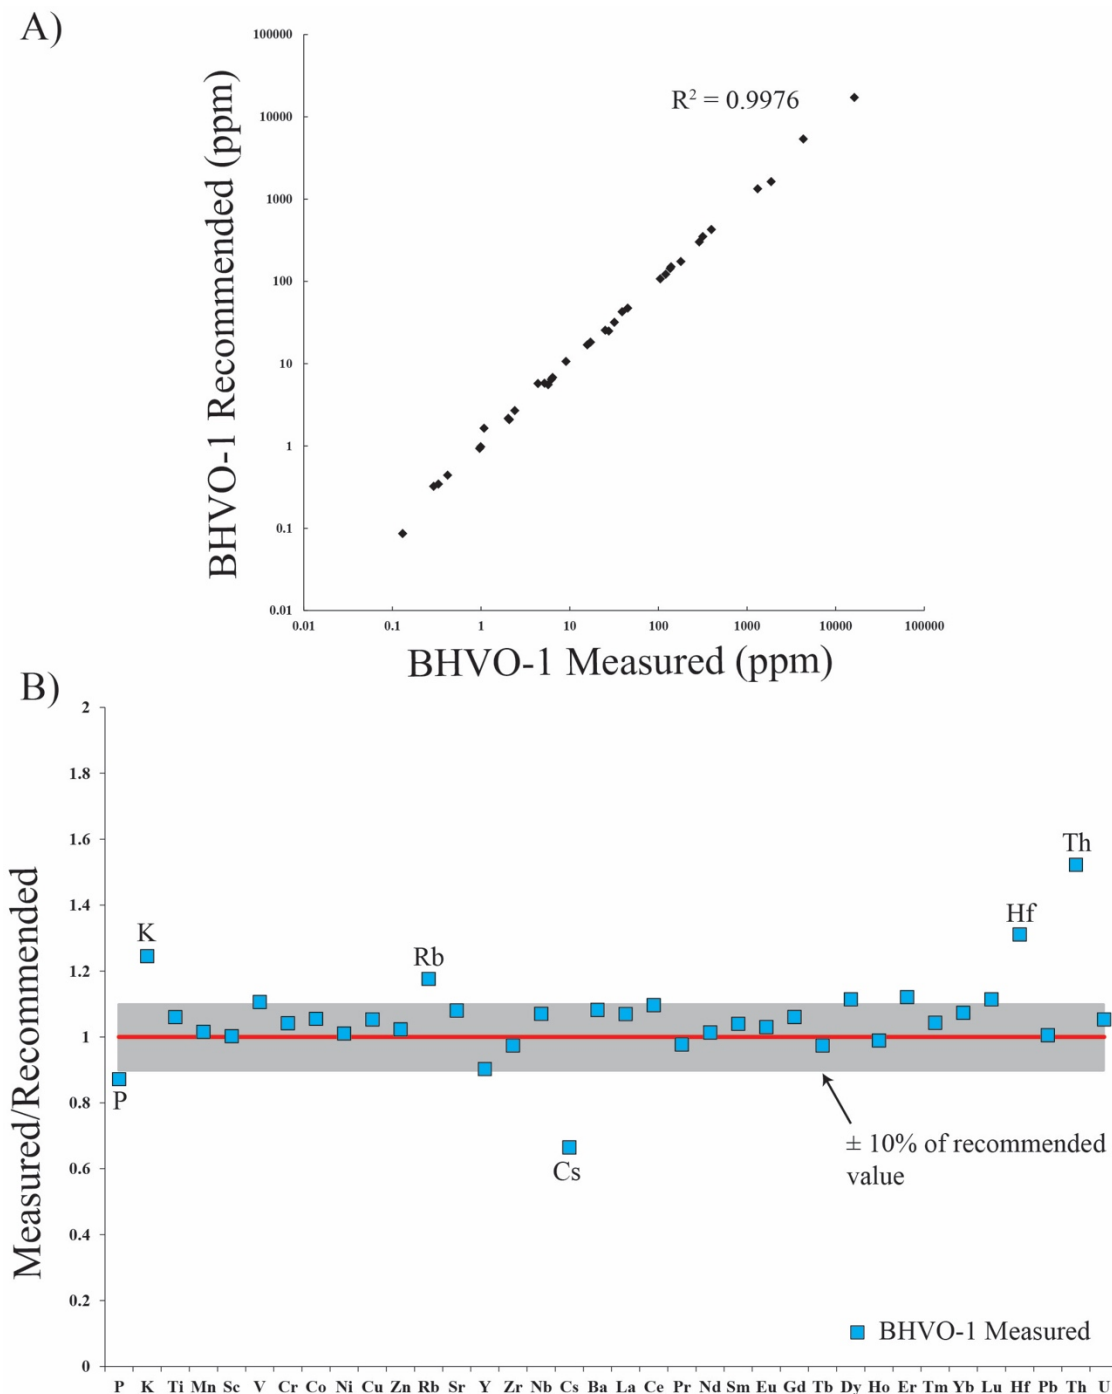 A)
100000
10000
1000
100
10
1
0.1
0.01
R² = 0.9976
BHVO-1 Recommended (ppm)
0.01 0.1 1 10 100 1000 10000 100000
BHVO-1 Measured (ppm)
B)
2
1.8
1.6
1.4
1.2
1
0.8
0.6
0.4
0.2
0
Measured/Recommended
P
K
Rb
Cs
Hf
Th
± 10% of recommended
value
BHVO-1 Measured
P K Ti Mn Sc V Cr Co Ni Cu Zn Rb Sr Y Zr Nb Cs Ba La Ce Pr Nd Sm Eu Gd Tb Dy Ho Er Tm Yb Lu Hf Pb Th U